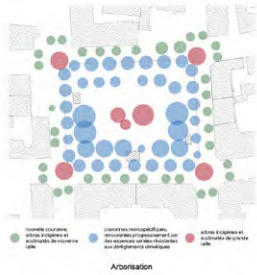 nouvelle couronne,
arbres indigènes et
acclimatés de moyenne
taille
couronnes monospécifiques,
renouvelées progressivement par
des essences variées résistantes
aux dérèglements climatiques
arbres indigènes et
acclimatés de grande
taille
Arborisation